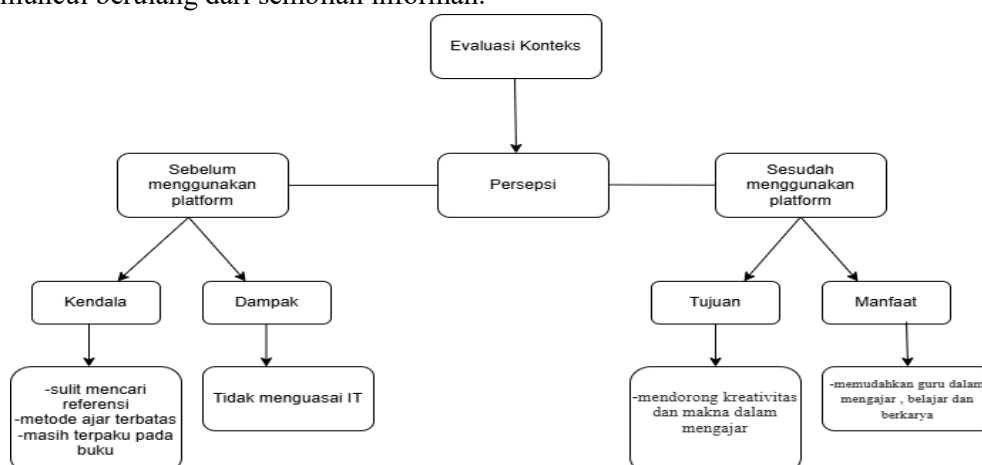 muncul berulang dari sembilan informan.
Evaluasi Konteks
Sebelum
menggunakan
platform
Persepsi
Sesudah
menggunakan
platform
Kendala
Dampak
Tujuan
Manfaat
-sulit mencari
referensi
-metode ajar terbatas
-masih terpaku pada
buku
Tidak menguasai IT
-mendorong kreativitas
dan makna dalam
mengajar
-memudahkan guru dalam
mengajar , belajar dan
berkarya